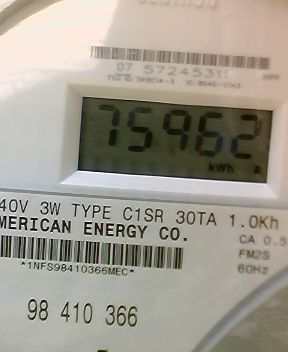 07 57245311
75962
kWh
40V 3W TYPE C1SR 30TA 1.0Kh
MERICAN ENERGY CO.
CA 0.5
FM2S
60Hz
*1NFS98410366MEC*
98 410 366